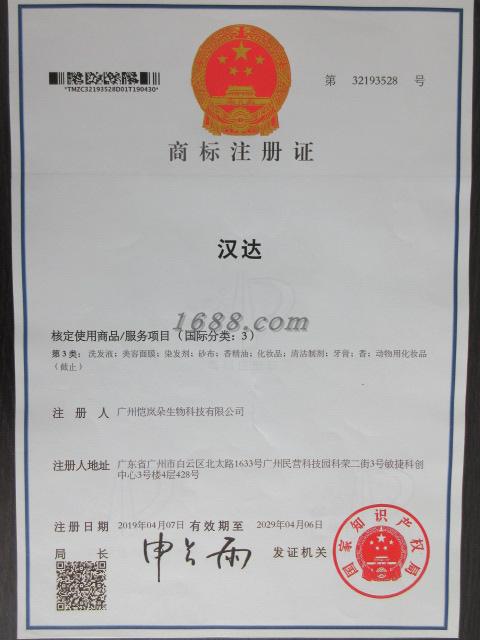 *TMZC32193528D01T190430*
第 32193528 号
商标注册证
汉达
1688.com
核定使用商品/服务项目（国际分类：3）
第3类：洗发液；美容面膜；染发剂；砂布；香精油；化妆品；清洁制剂；牙膏；香；动物用化妆品
（截止）
注册人 广州恺岚朵生物科技有限公司
注册人地址 广东省广州市白云区北太路1633号广州民营科技园科荣二街3号敏捷科创
中心3号楼4层428号
注册日期 2019年04月07日 有效期至 2029年04月06日
局长 申长雨 发证机关
国家知识产权局